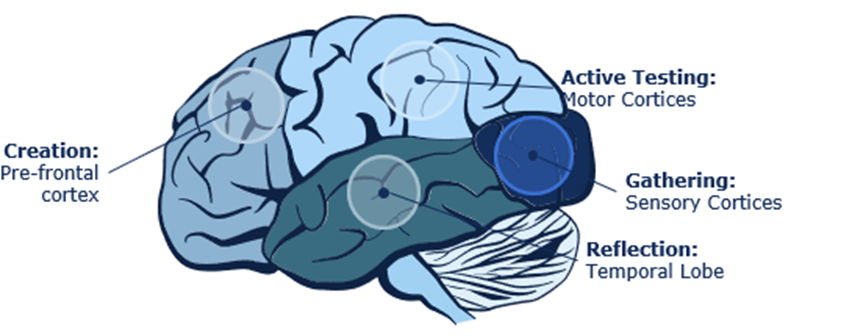 Creation:
Pre-frontal
cortex
Active Testing:
Motor Cortices
Gathering:
Sensory Cortices
Reflection:
Temporal Lobe